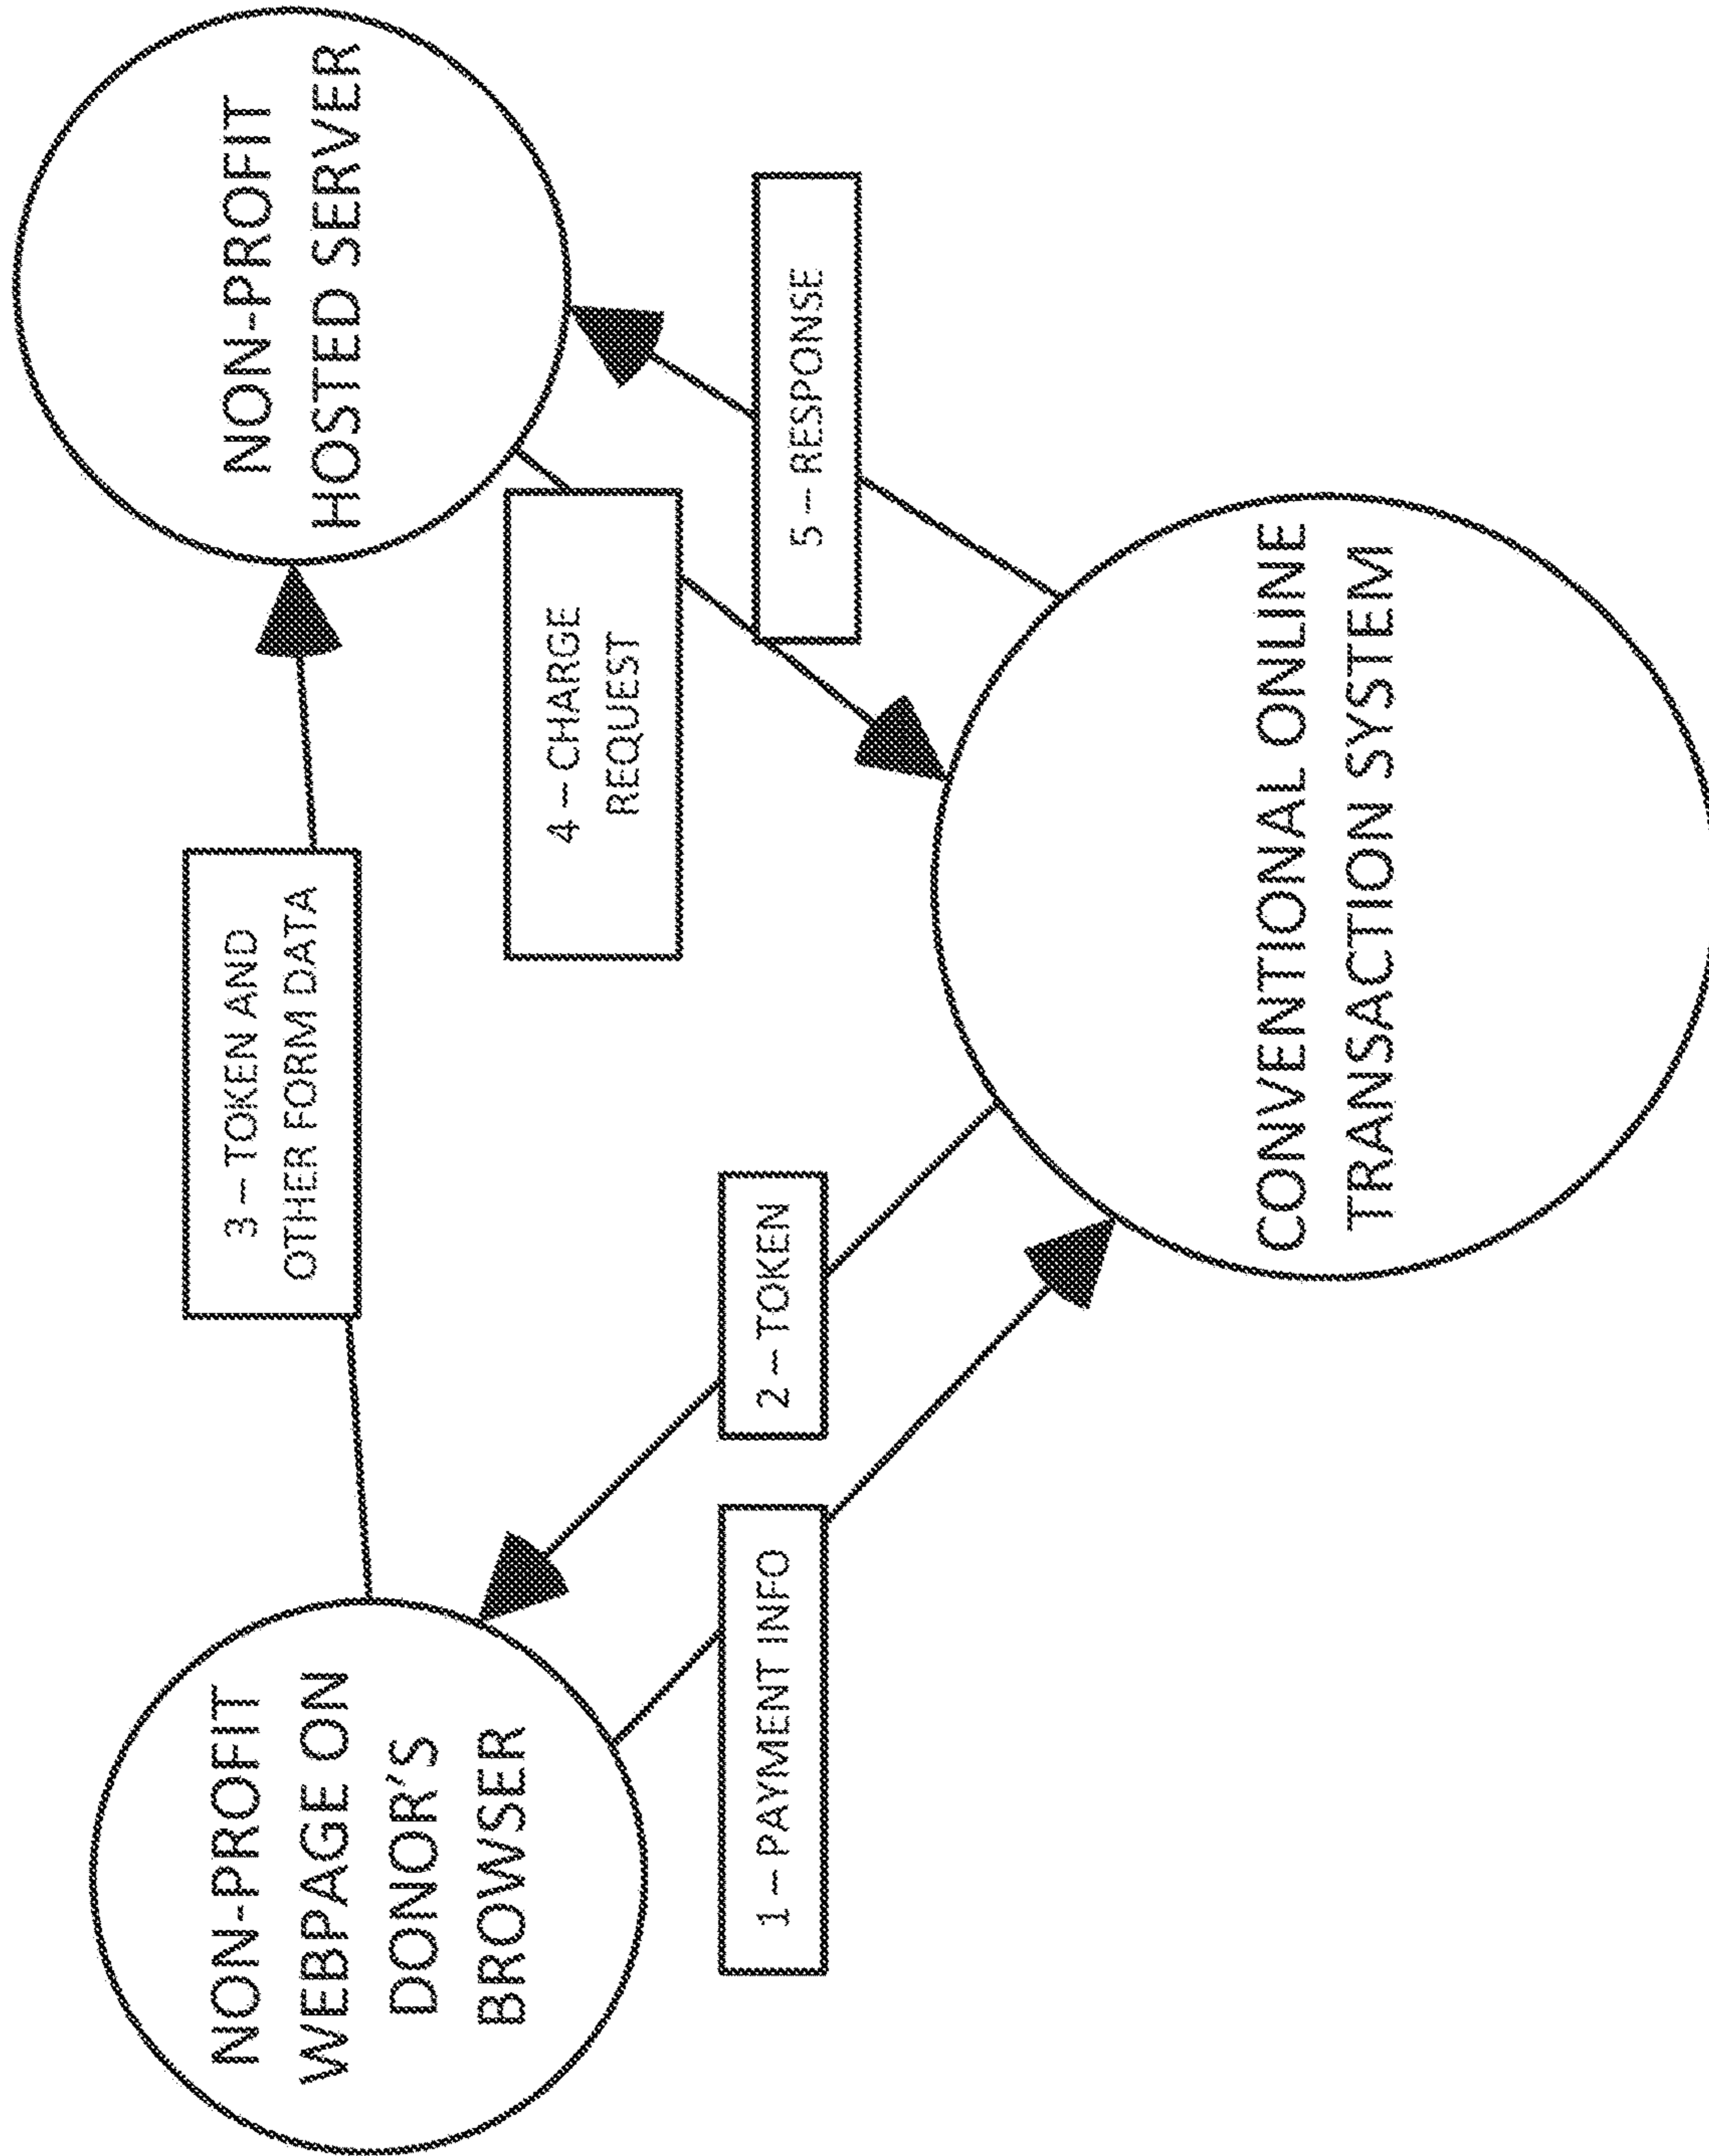 NON-PROFIT
WEBPAGE ON
DONOR'S
BROWSER
3 – TOKEN AND
OTHER FORM DATA
NON-PROFIT
HOSTED SERVER
1 – PAYMENT INFO
2 – TOKEN
4 – CHARGE
REQUEST
5 – RESPONSE
CONVENTIONAL ONLINE
TRANSACTION SYSTEM